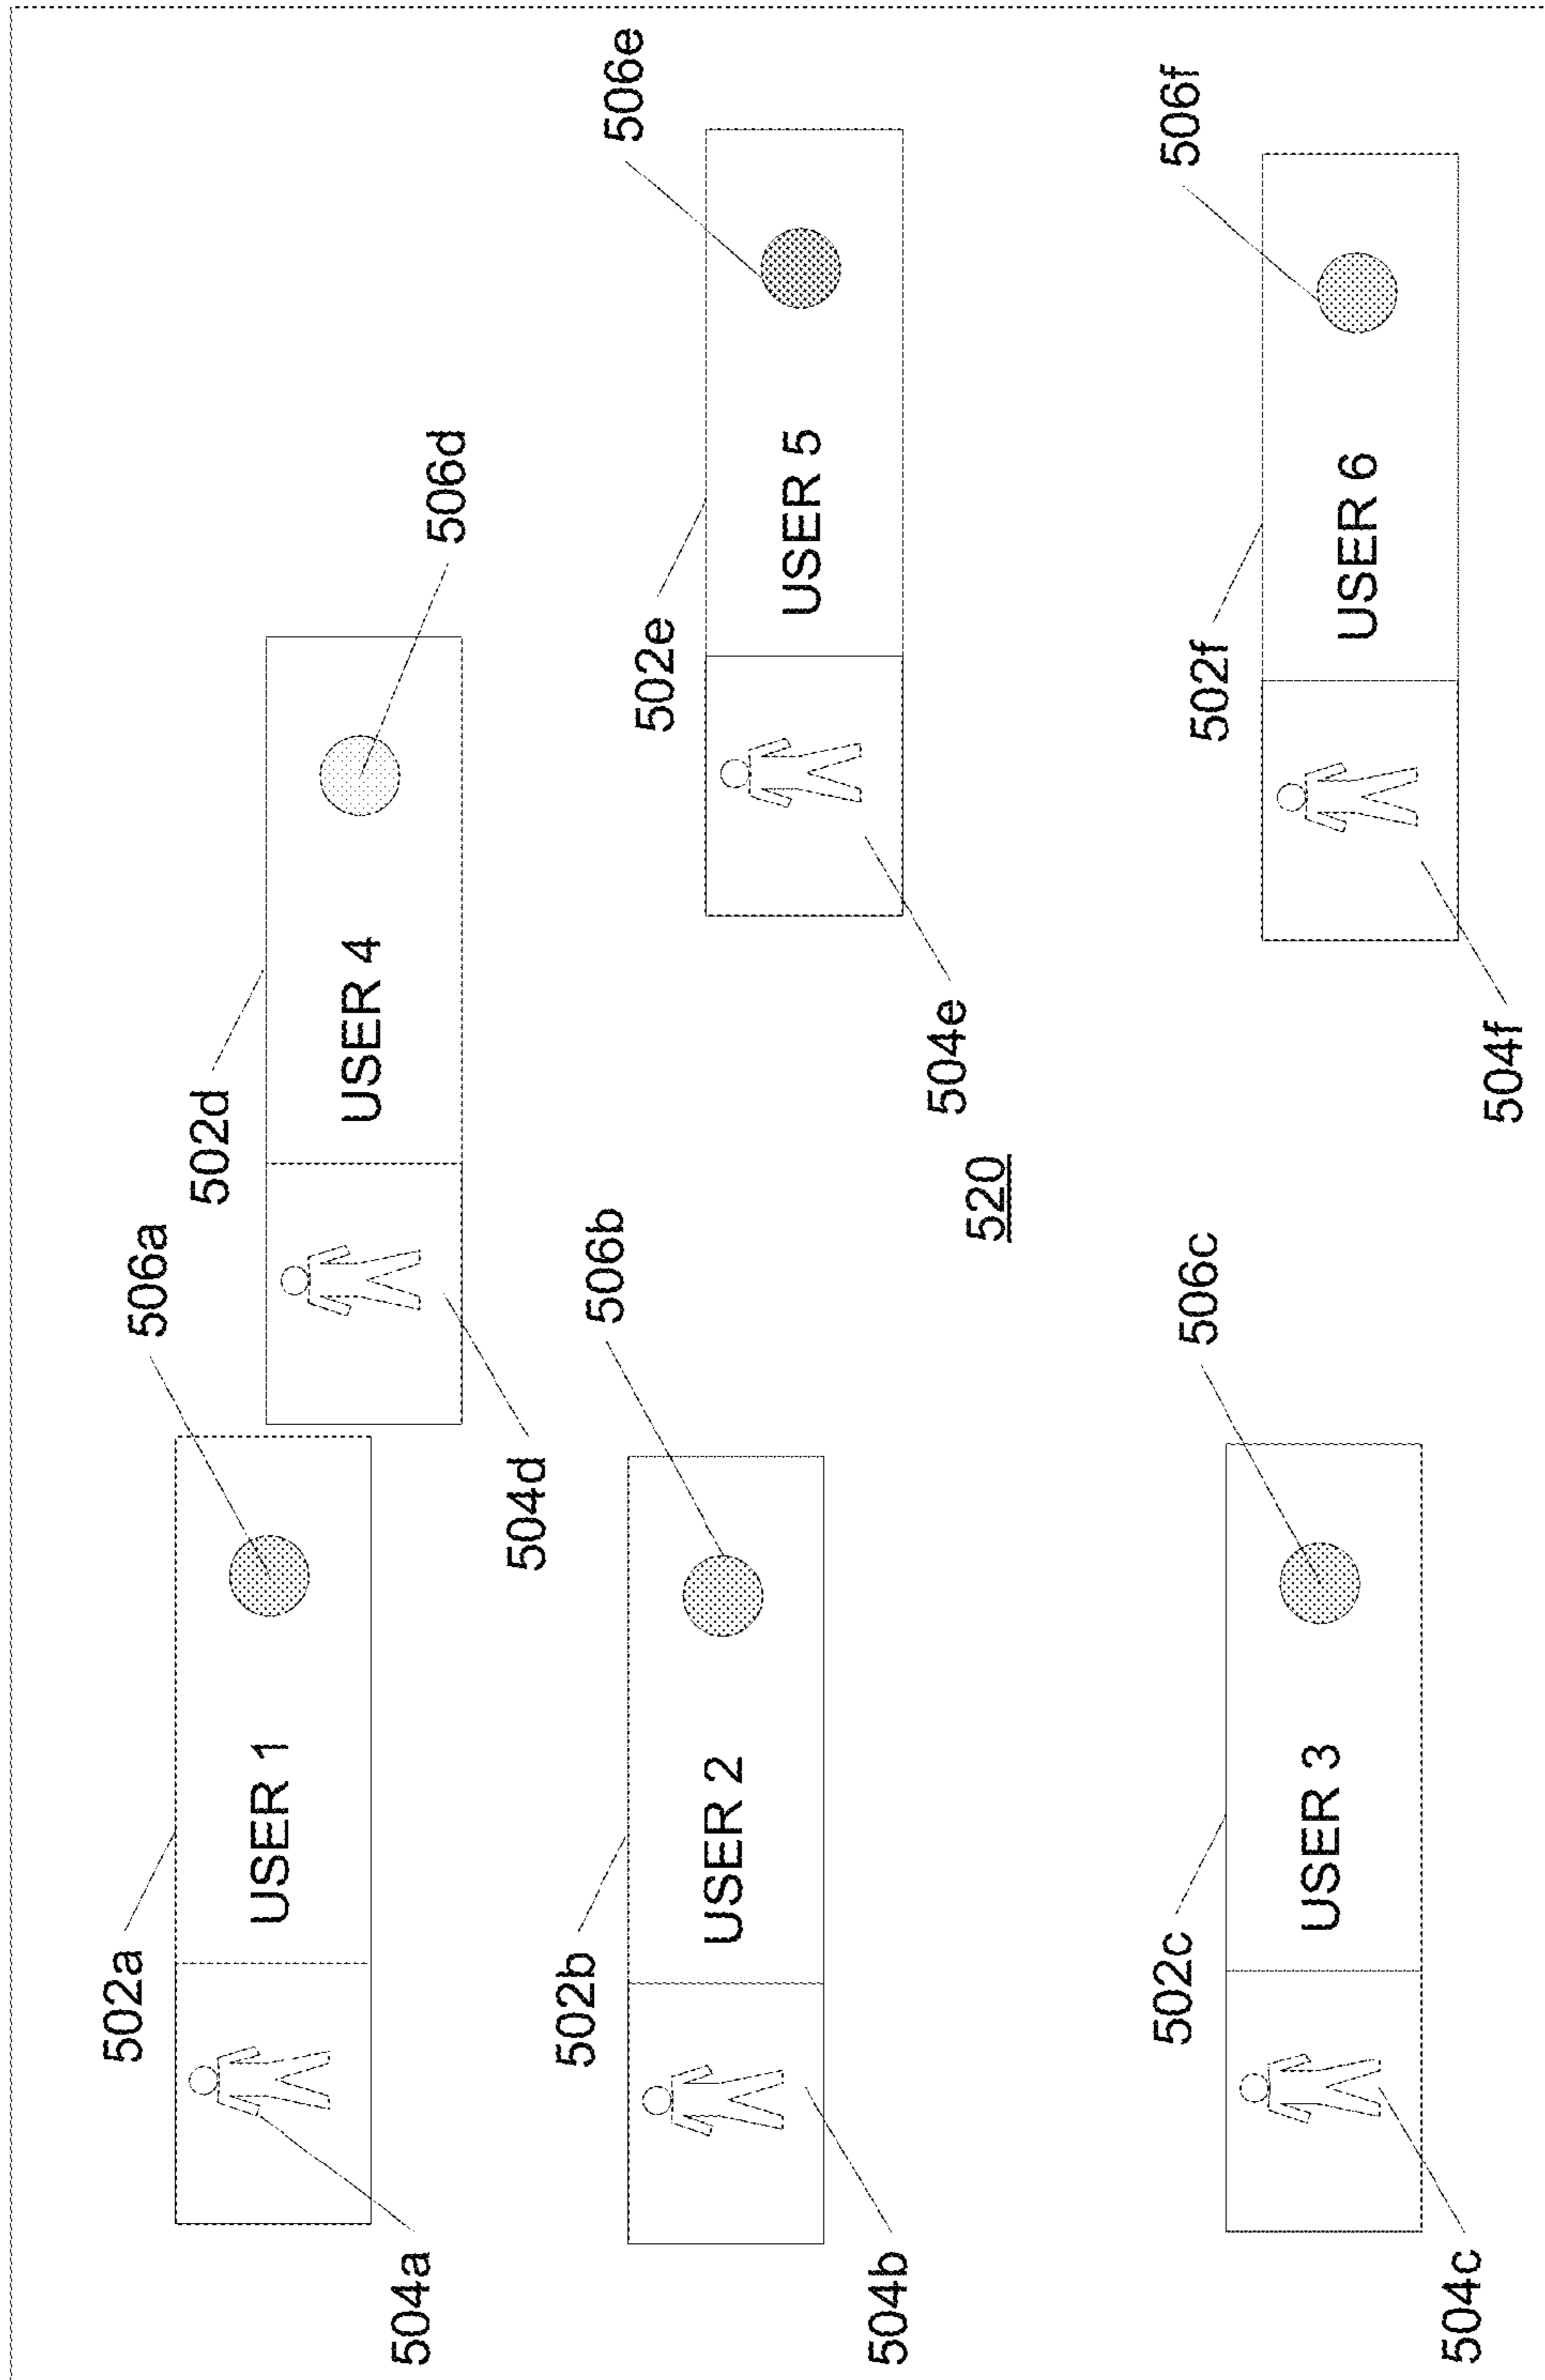 502a
506a
504a
USER 1
502d
506d
504d
USER 4
502b
506b
504b
USER 2
502e
506e
504e
USER 5
520
502c
506c
504c
USER 3
502f
506f
504f
USER 6